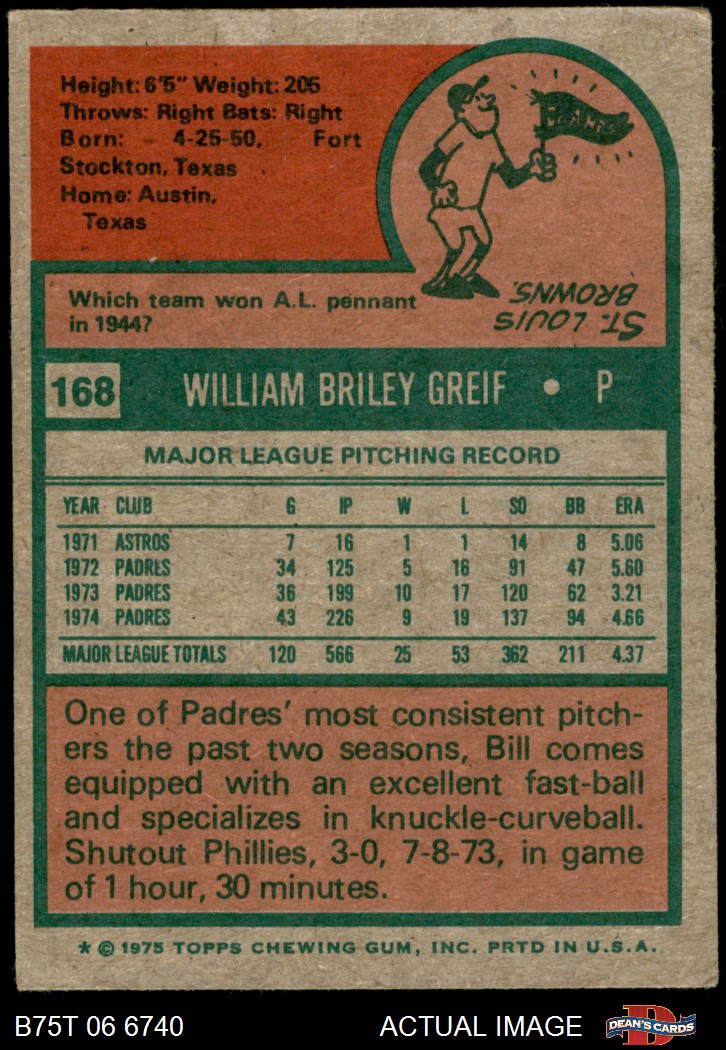 Height: 6'5" Weight: 205
Throws: Right Bats: Right
Born: 4-25-50, Fort
Stockton, Texas
Home: Austin,
Texas
Which team won A.L. pennant
in 1944?
ST. LOUIS
BROWNS.
168 WILLIAM BRILEY GREIF • P
MAJOR LEAGUE PITCHING RECORD
YEAR CLUB G IP W L SO BB ERA
1971 ASTROS 7 16 1 1 14 8 5.06
1972 PADRES 34 125 5 16 91 47 5.60
1973 PADRES 36 199 10 17 120 62 3.21
1974 PADRES 43 226 9 19 137 94 4.66
MAJOR LEAGUE TOTALS 120 566 25 53 362 211 4.37
One of Padres' most consistent pitch-
ers the past two seasons, Bill comes
equipped with an excellent fast-ball
and specializes in knuckle-curveball.
Shutout Phillies, 3-0, 7-8-73, in game
of 1 hour, 30 minutes.
* © 1975 TOPPS CHEWING GUM, INC. PRTD IN U.S.A.
B75T 06 6740 ACTUAL IMAGE
DEAN'S CARDS